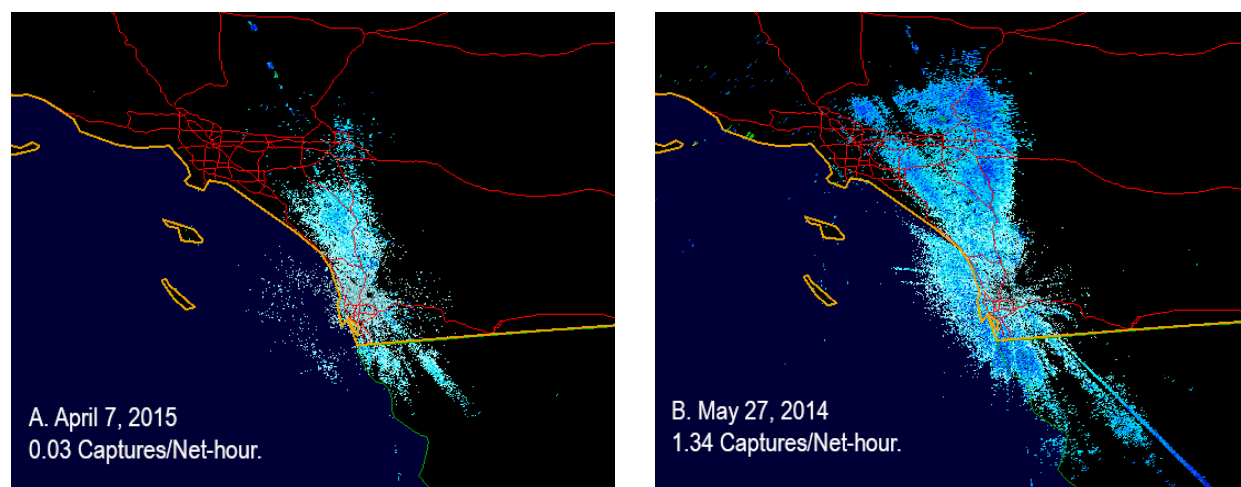 A. April 7, 2015
0.03 Captures/Net-hour.
B. May 27, 2014
1.34 Captures/Net-hour.